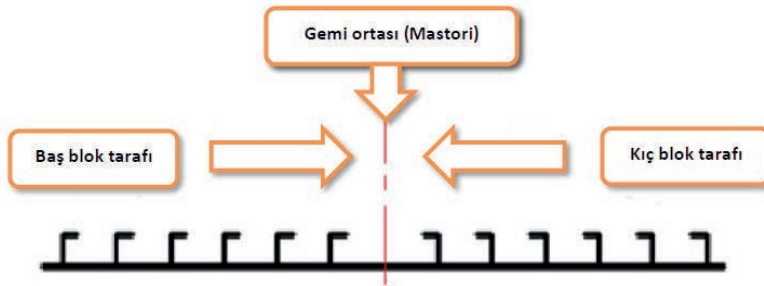 Gemi ortası (Mastori)
Baş blok tarafı
Kıç blok tarafı